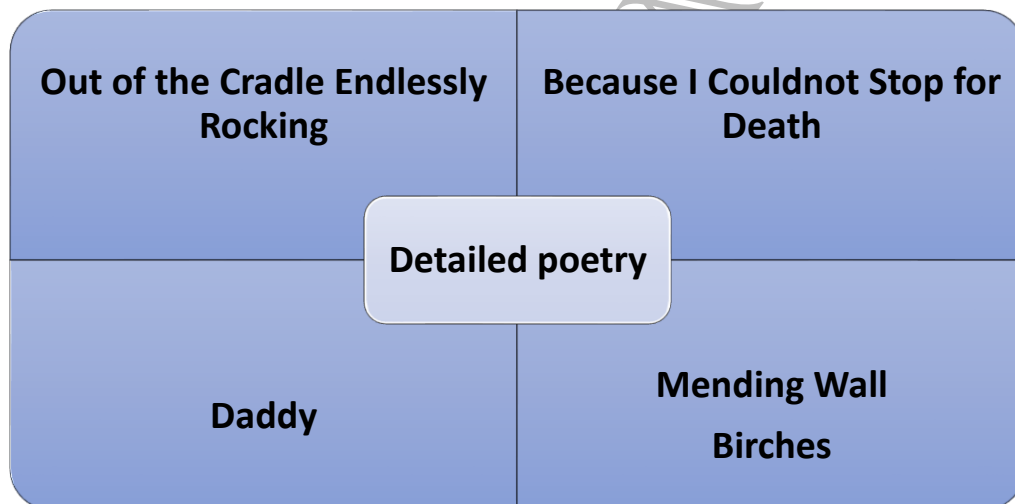 Out of the Cradle Endlessly
Rocking
Because I Couldnot Stop for
Death
Detailed poetry
Daddy
Mending Wall
Birches